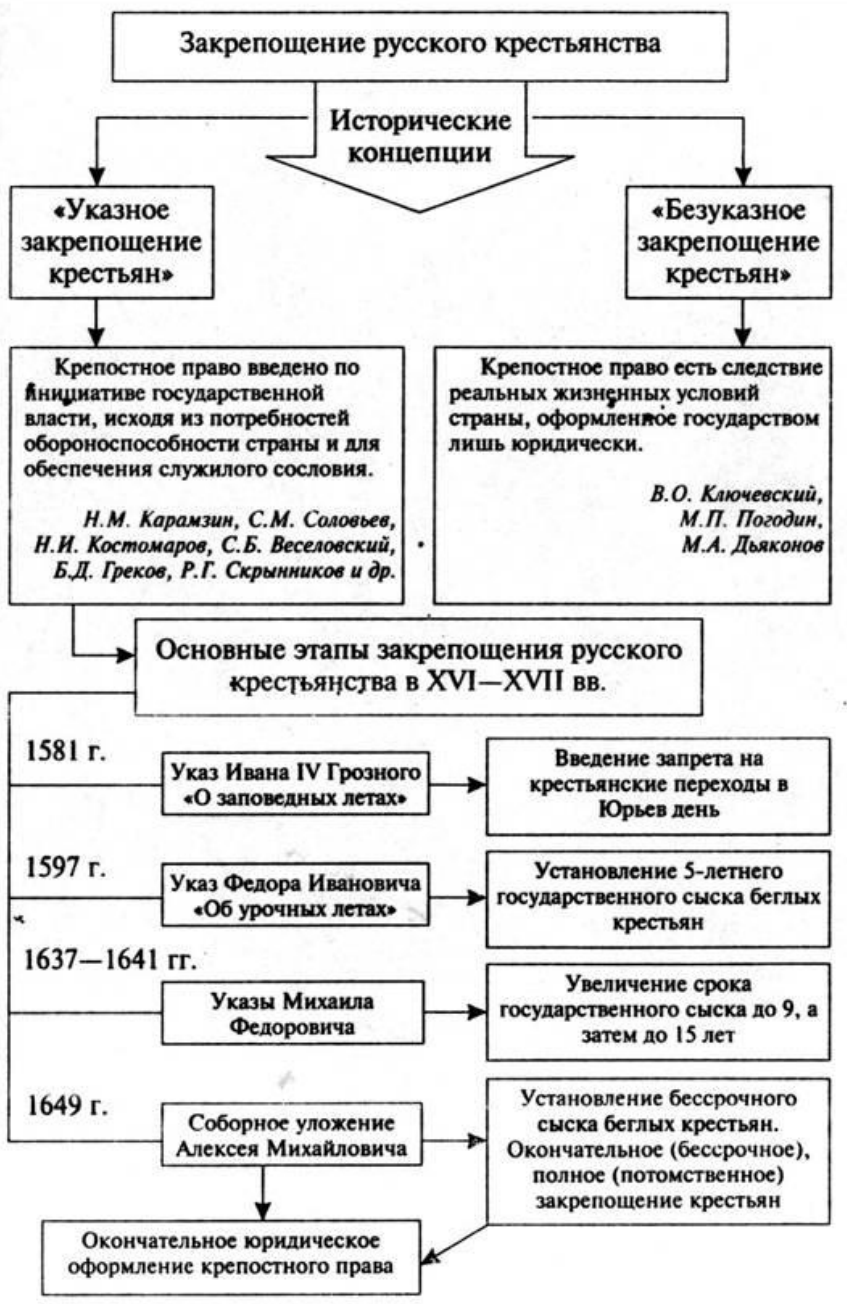 Закрепощение русского крестьянства
Исторические
концепции
«Указное
закрепощение
крестьян»
«Безуказное
закрепощение
крестьян»
Крепостное право введено по
инициативе государственной
власти, исходя из потребностей
обороноспособности страны и для
обеспечения служилого сословия.
Н.М. Карамзин, С.М. Соловьев,
Н.И. Костомаров, С.Б. Веселовский,
Б.Д. Греков, Р.Г. Скрынников и др.
Крепостное право есть следствие
реальных жизненных условий
страны, оформленное государством
лишь юридически.
В.О. Ключевский,
М.П. Погодин,
М.А. Дьяконов
Основные этапы закрепощения русского
крестьянства в XVI—XVII вв.
1581 г.
Указ Ивана IV Грозного
«О заповедных летах»
Введение запрета на
крестьянские переходы в
Юрьев день
1597 г.
Указ Федора Ивановича
«Об урочных летах»
Установление 5-летнего
государственного сыска беглых
крестьян
1637—1641 гг.
Указы Михаила
Федоровича
Увеличение срока
государственного сыска до 9, а
затем до 15 лет
1649 г.
Соборное уложение
Алексея Михайловича
Установление бессрочного
сыска беглых крестьян.
Окончательное (бессрочное),
полное (потомственное)
закрепощение крестьян
Окончательное юридическое
оформление крепостного права